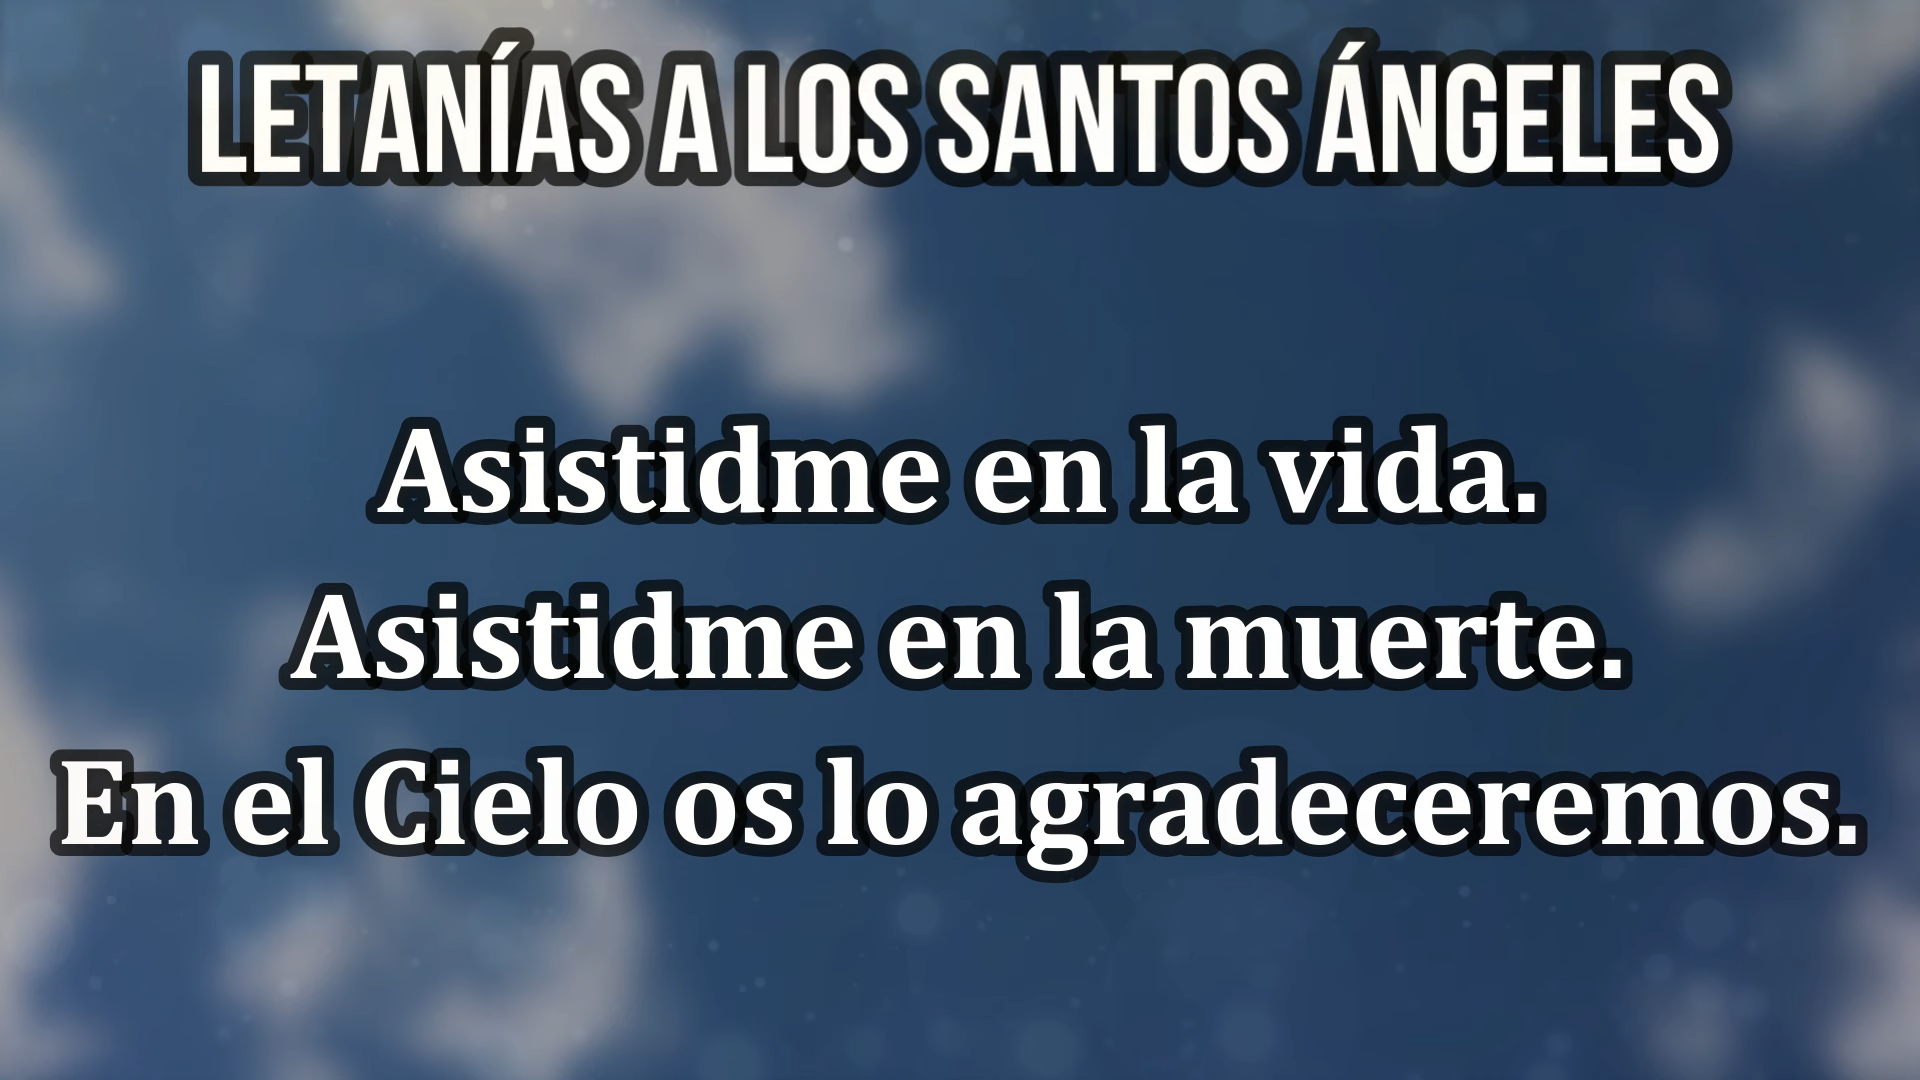 LETANÍAS A LOS SANTOS ÁNGELES
Asistidme en la vida.
Asistidme en la muerte.
En el Cielo os lo agradeceremos.